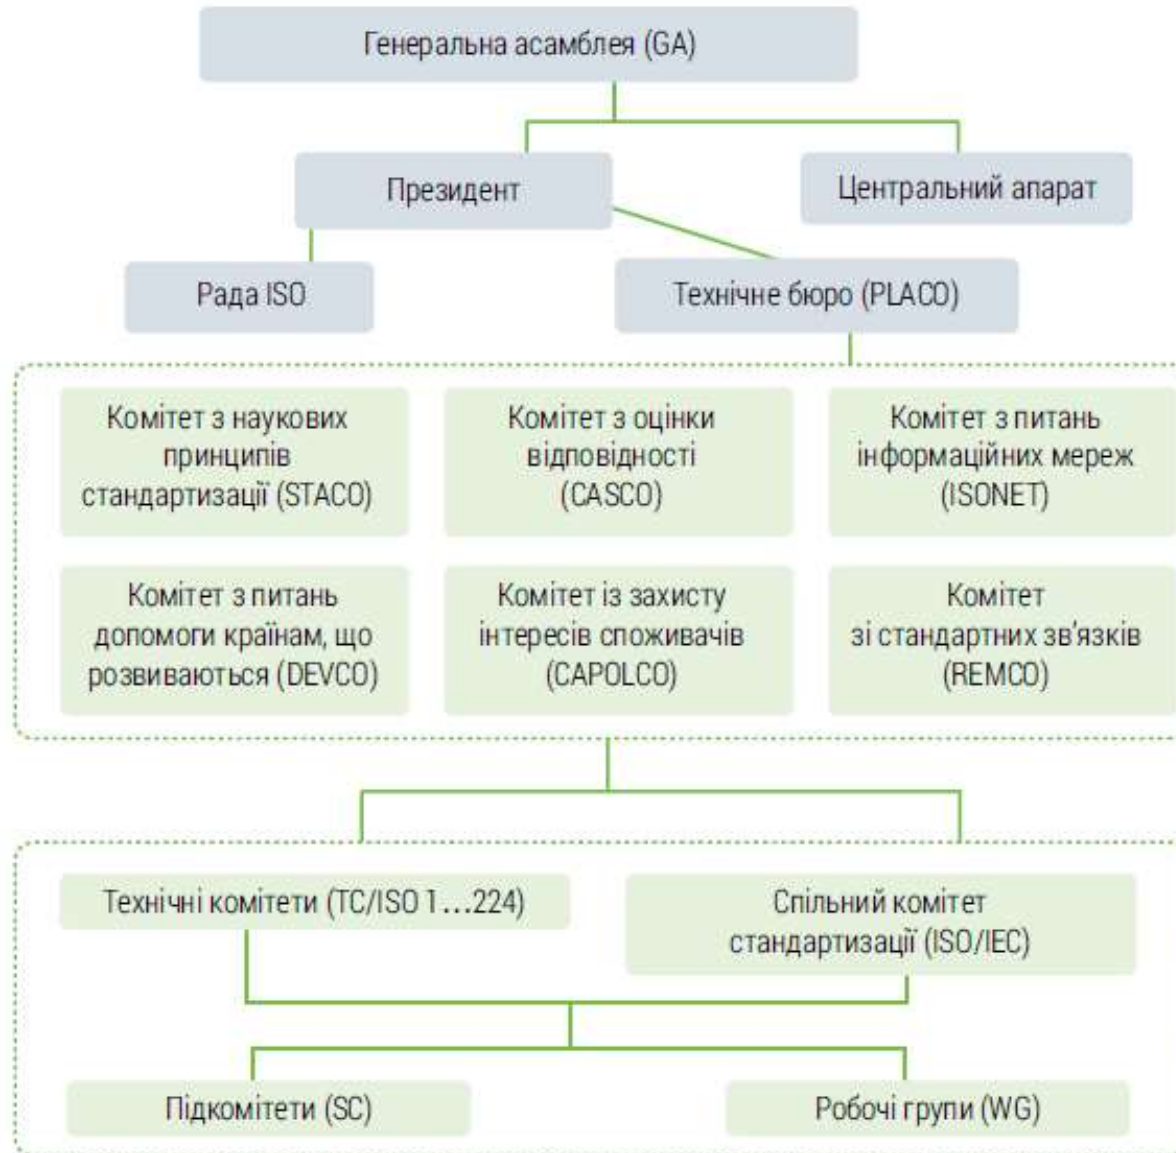 Генеральна асамблея (GA)
Президент
Центральний апарат
Рада ISO
Технічне бюро (PLACO)
Комітет з наукових
принципів
стандартизації (STACO)
Комітет з оцінки
відповідності
(CASCO)
Комітет з питань
інформаційних мереж
(ISONET)
Комітет з питань
допомоги країнам, що
розвиваються (DEVCO)
Комітет із захисту
інтересів споживачів
(CAPOLCO)
Комітет
зі стандартних зв’язків
(REMCO)
Технічні комітети (TC/ISO 1…224)
Спільний комітет
стандартизації (ISO/IEC)
Підкомітети (SC)
Робочі групи (WG)